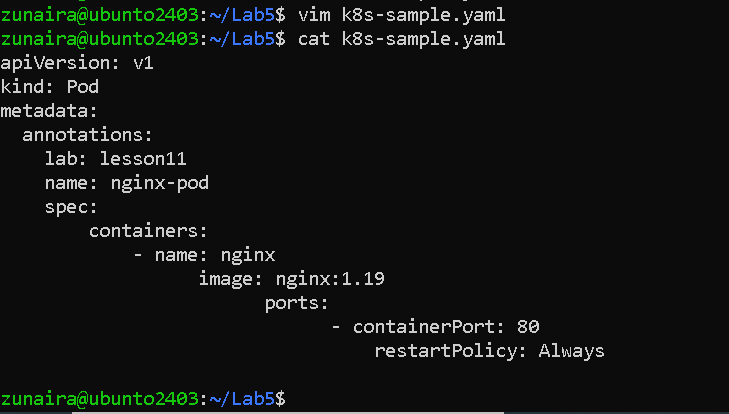 zunaira@ubunto2403:~/Lab5$ vim k8s-sample.yaml
zunaira@ubunto2403:~/Lab5$ cat k8s-sample.yaml
apiVersion: v1
kind: Pod
metadata:
  annotations:
    lab: lesson11
    name: nginx-pod
    spec:
        containers:
            - name: nginx
                  image: nginx:1.19
                        ports:
                              - containerPort: 80
                                  restartPolicy: Always
zunaira@ubunto2403:~/Lab5$